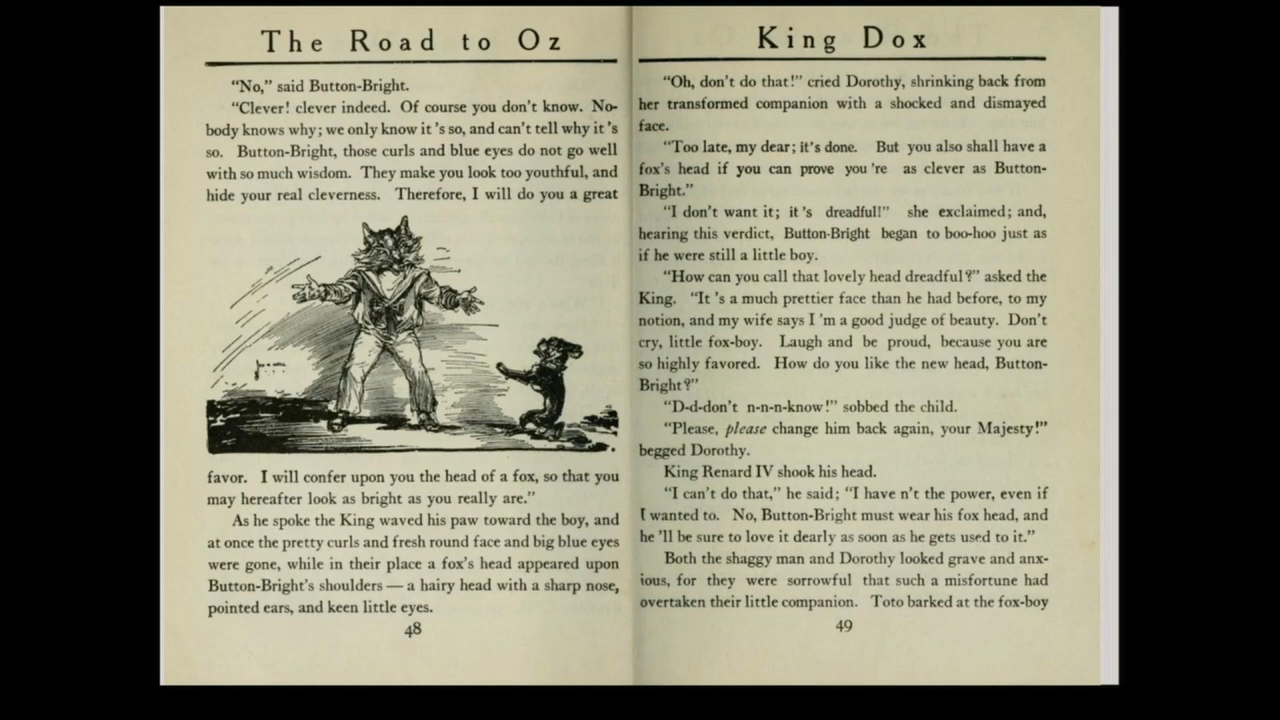 The Road to Oz
"No," said Button-Bright.
"Clever! clever indeed. Of course you don't know. No-
body knows why; we only know it's so, and can't tell why it's
so. Button-Bright, those curls and blue eyes do not go well
with so much wisdom. They make you look too youthful, and
hide your real cleverness. Therefore, I will do you a great
favor. I will confer upon you the head of a fox, so that you
may hereafter look as bright as you really are."
As he spoke the King waved his paw toward the boy, and
at once the pretty curls and fresh round face and big blue eyes
were gone, while in their place a fox's head appeared upon
Button-Bright's shoulders — a hairy head with a sharp nose,
pointed ears, and keen little eyes.
48
King Dox
"Oh, don't do that!" cried Dorothy, shrinking back from
her transformed companion with a shocked and dismayed
face.
"Too late, my dear; it's done. But you also shall have a
fox's head if you can prove you 're as clever as Button-
Bright."
"I don't want it; it's dreadful!" she exclaimed; and,
hearing this verdict, Button-Bright began to boo-hoo just as
if he were still a little boy.
"How can you call that lovely head dreadful?" asked the
King. "It 's a much prettier face than he had before, to my
notion, and my wife says I 'm a good judge of beauty. Don't
cry, little fox-boy. Laugh and be proud, because you are
so highly favored. How do you like the new head, Button-
Bright?"
"D-d-don't n-n-n-know!" sobbed the child.
"Please, please change him back again, your Majesty!"
begged Dorothy.
King Renard IV shook his head.
"I can't do that," he said; "I have n't the power, even if
I wanted to. No, Button-Bright must wear his fox head, and
he 'll be sure to love it dearly as soon as he gets used to it."
Both the shaggy man and Dorothy looked grave and anx-
ious, for they were sorrowful that such a misfortune had
overtaken their little companion. Toto barked at the fox-boy
49